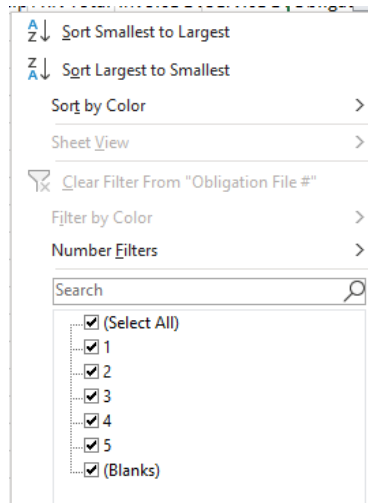 Sort Smallest to Largest
Sort Largest to Smallest
Sort by Color
Sheet View
Clear Filter From "Obligation File #"
Filter by Color
Number Filters
Search
(Select All)
1
2
3
4
5
(Blanks)